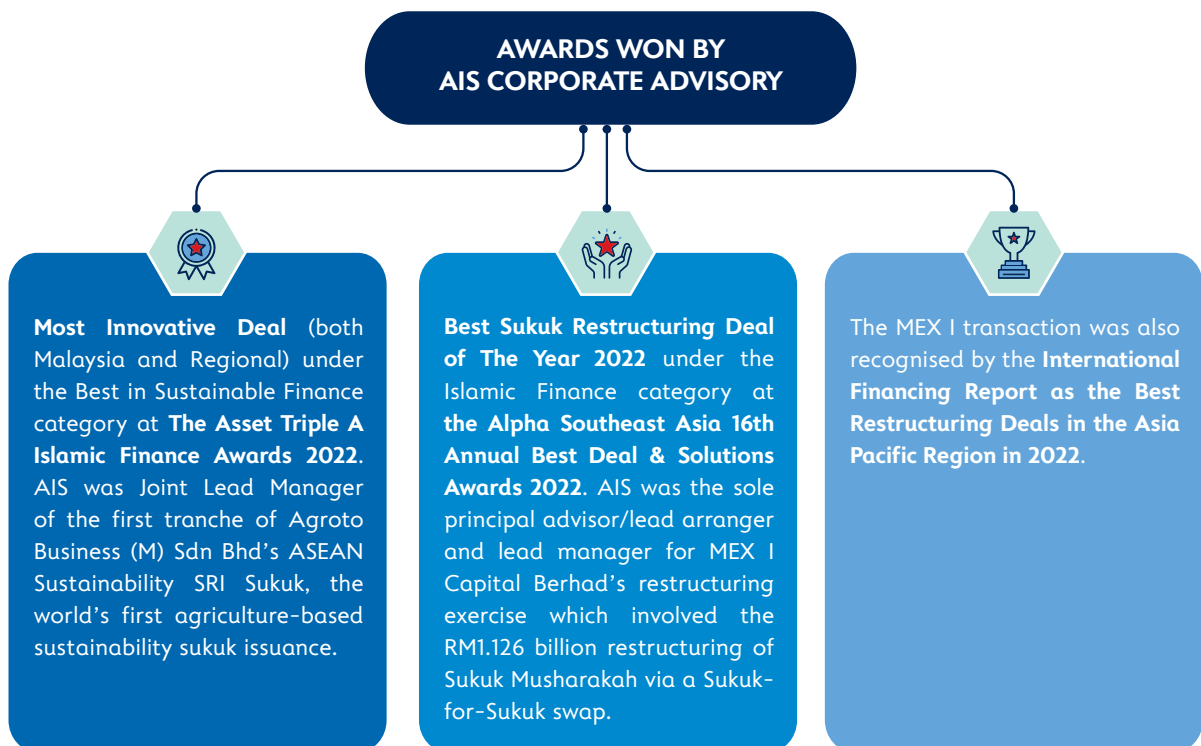 AWARDS WON BY
AIS CORPORATE ADVISORY
Most Innovative Deal (both
Malaysia and Regional) under
the Best in Sustainable Finance
category at The Asset Triple A
Islamic Finance Awards 2022.
AIS was Joint Lead Manager
of the first tranche of Agroto
Business (M) Sdn Bhd’s ASEAN
Sustainability SRI Sukuk, the
world’s first agriculture-based
sustainability sukuk issuance.
Best Sukuk Restructuring Deal
of The Year 2022 under the
Islamic Finance category at
the Alpha Southeast Asia 16th
Annual Best Deal & Solutions
Awards 2022. AIS was the sole
principal advisor/lead arranger
and lead manager for MEX I
Capital Berhad’s restructuring
exercise which involved the
RM1.126 billion restructuring of
Sukuk Musharakah via a Sukuk-
for-Sukuk swap.
The MEX I transaction was also
recognised by the International
Financing Report as the Best
Restructuring Deals in the Asia
Pacific Region in 2022.